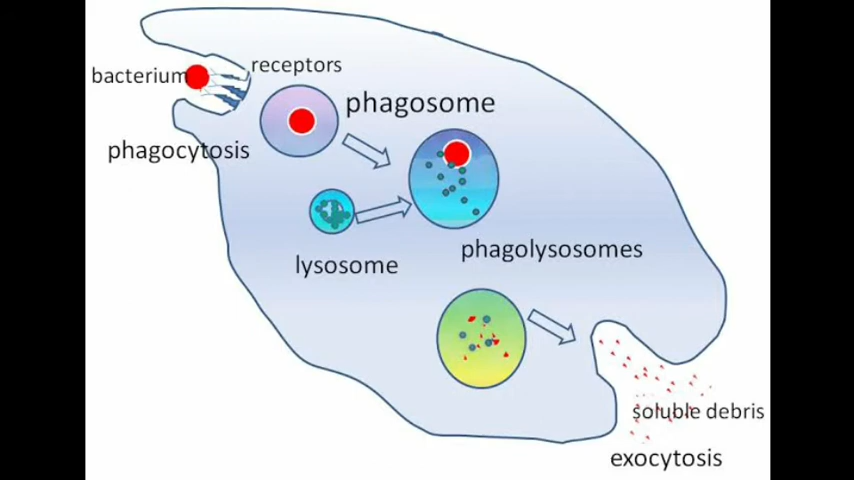 receptors
bacterium
phagosome
phagocytosis
phagolysosomes
lysosome
soluble debris
exocytosis